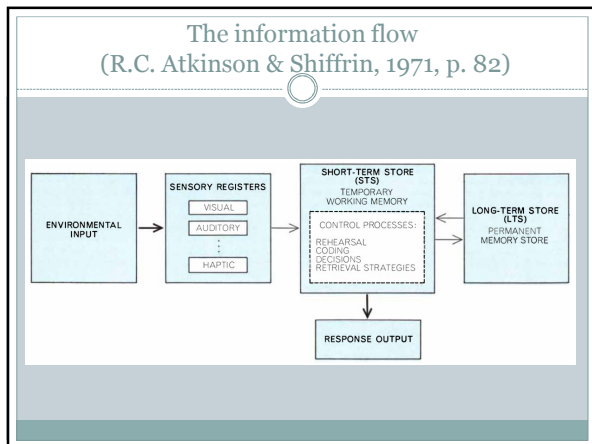 The information flow
(R.C. Atkinson & Shiffrin, 1971, p. 82)
ENVIRONMENTAL
INPUT
SENSORY REGISTERS
VISUAL
AUDITORY
⋮
HAPTIC
SHORT-TERM STORE
(STS)
TEMPORARY
WORKING MEMORY
CONTROL PROCESSES:
REHEARSAL
CODING
DECISIONS
RETRIEVAL STRATEGIES
LONG-TERM STORE
(LTS)
PERMANENT
MEMORY STORE
RESPONSE OUTPUT